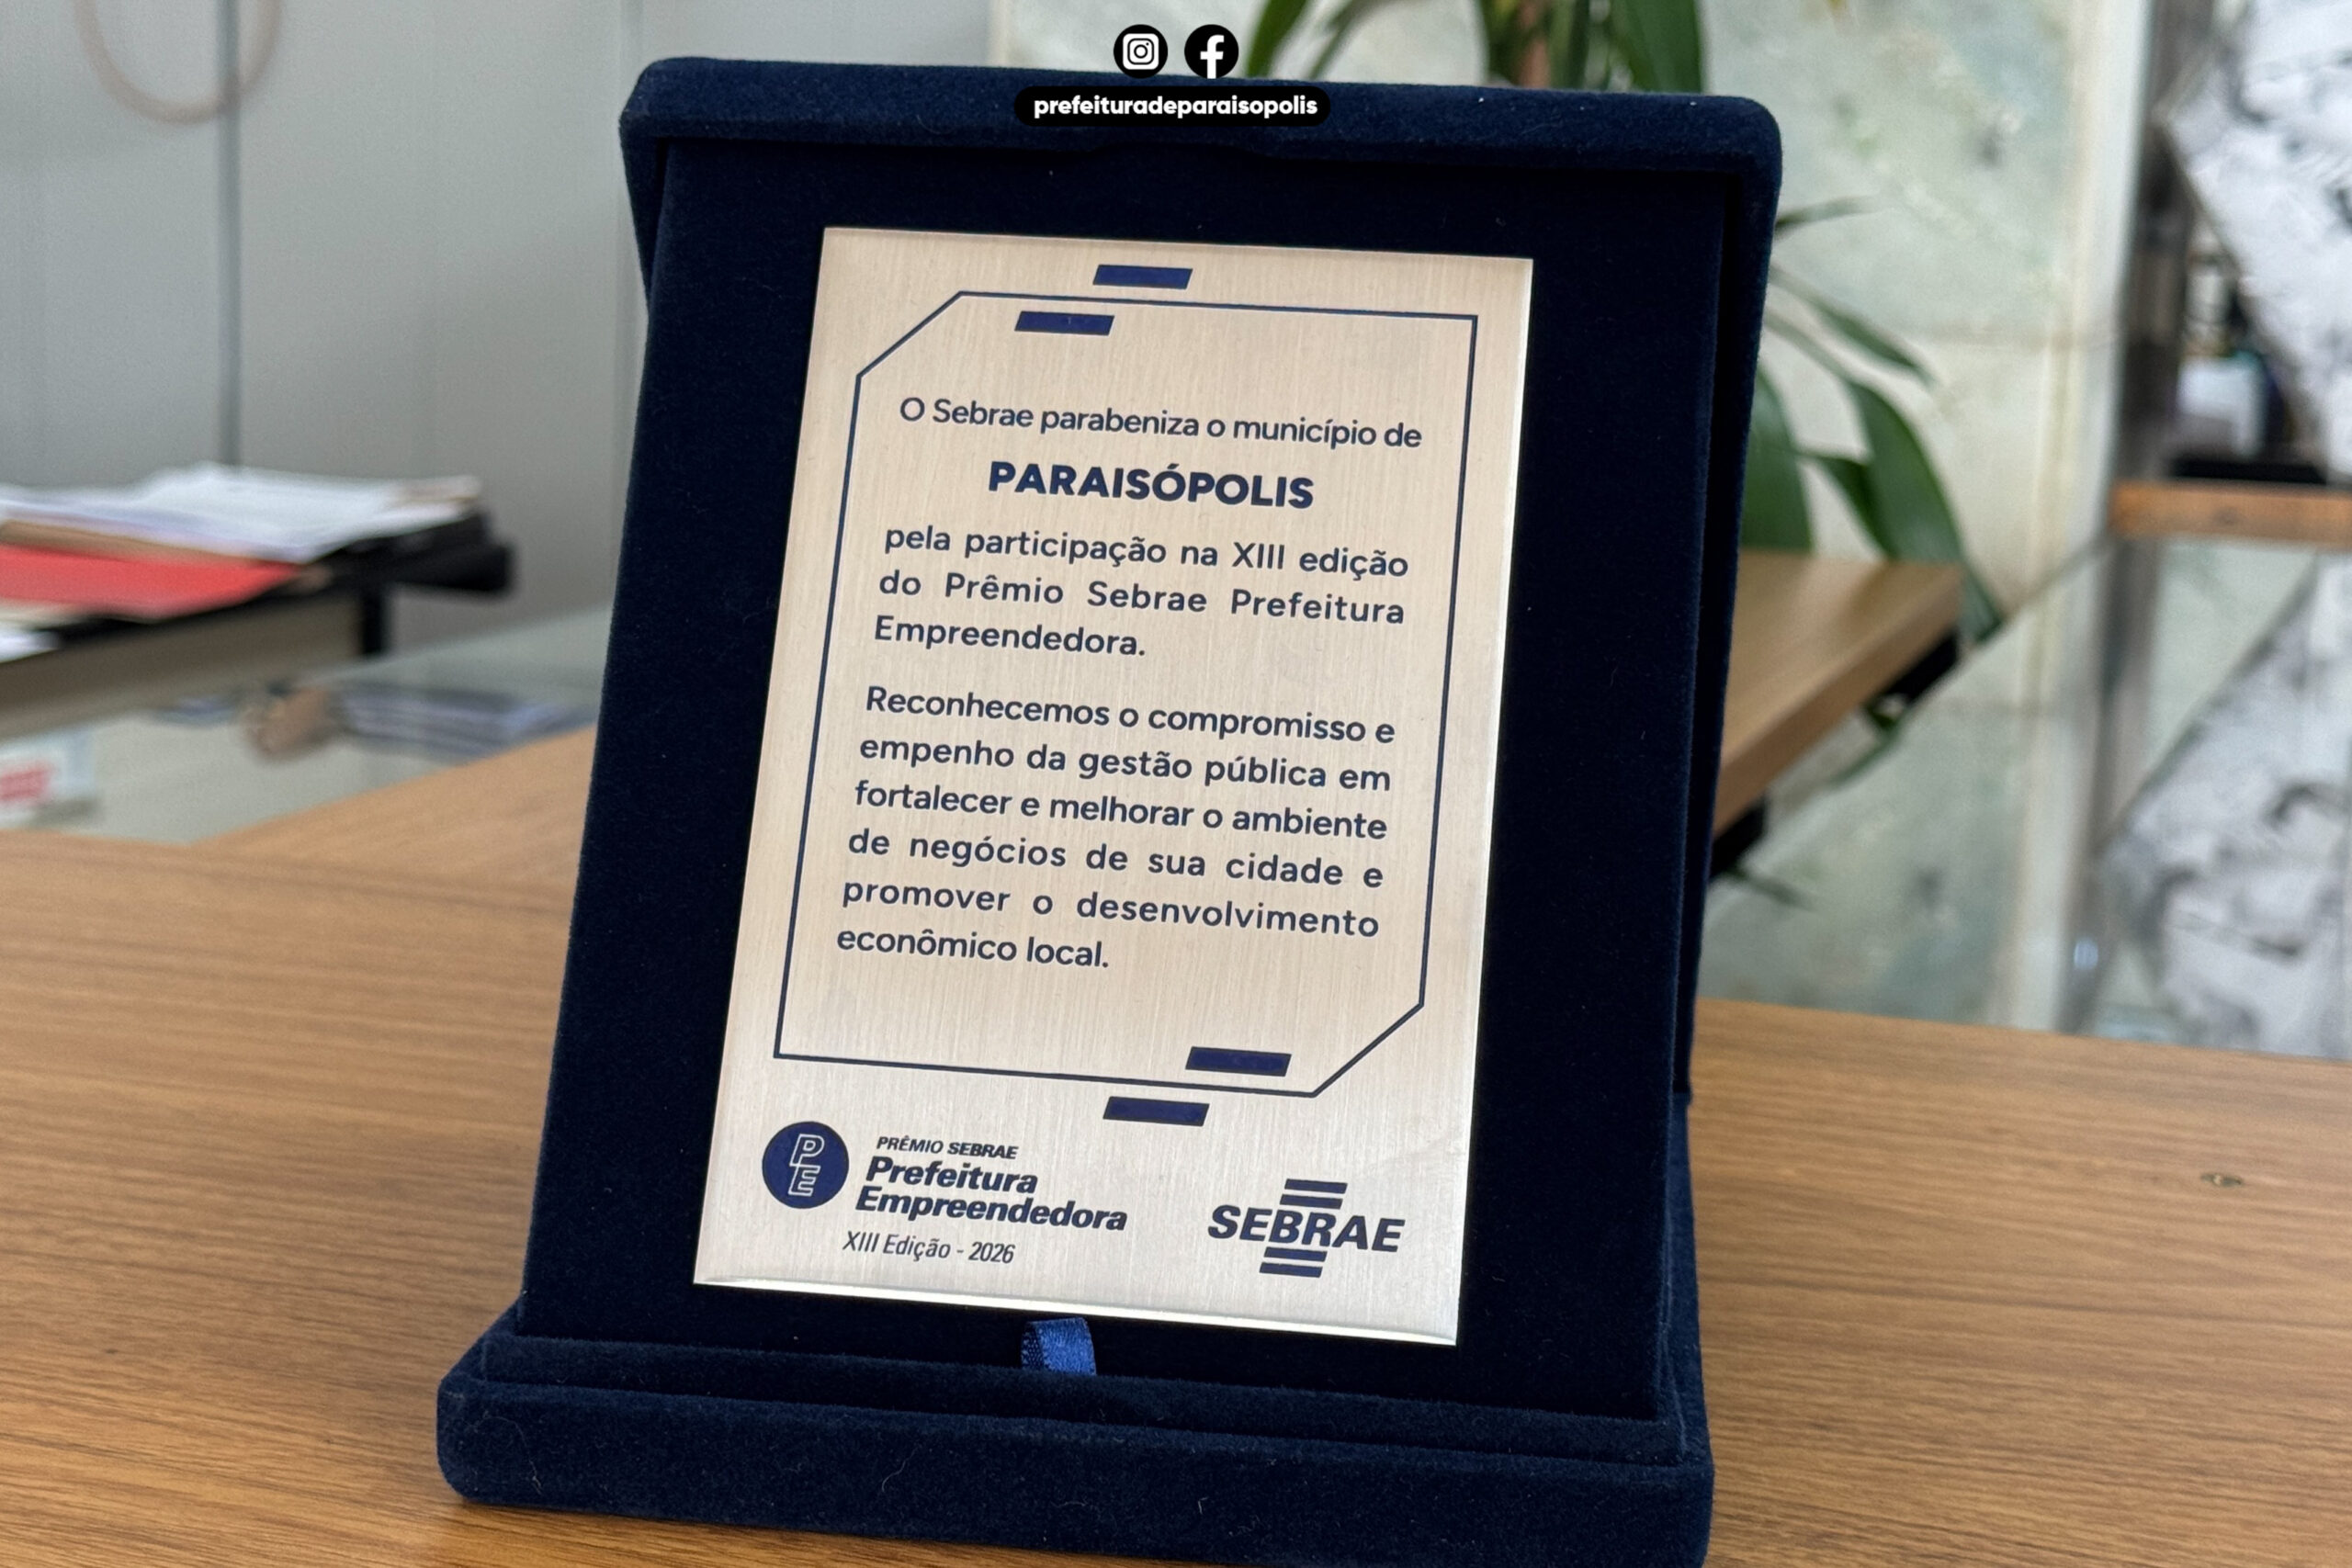 prefeituradeparaisopolis
O Sebrae parabeniza o município de
PARAISÓPOLIS
pela participação na XIII edição
do Prêmio Sebrae Prefeitura
Empreendedora.
Reconhecemos o compromisso e
empenho da gestão pública em
fortalecer e melhorar o ambiente
de negócios de sua cidade e
promover o desenvolvimento
econômico local.
PE
PRÊMIO SEBRAE
Prefeitura
Empreendedora
XIII Edição - 2026
SEBRAE